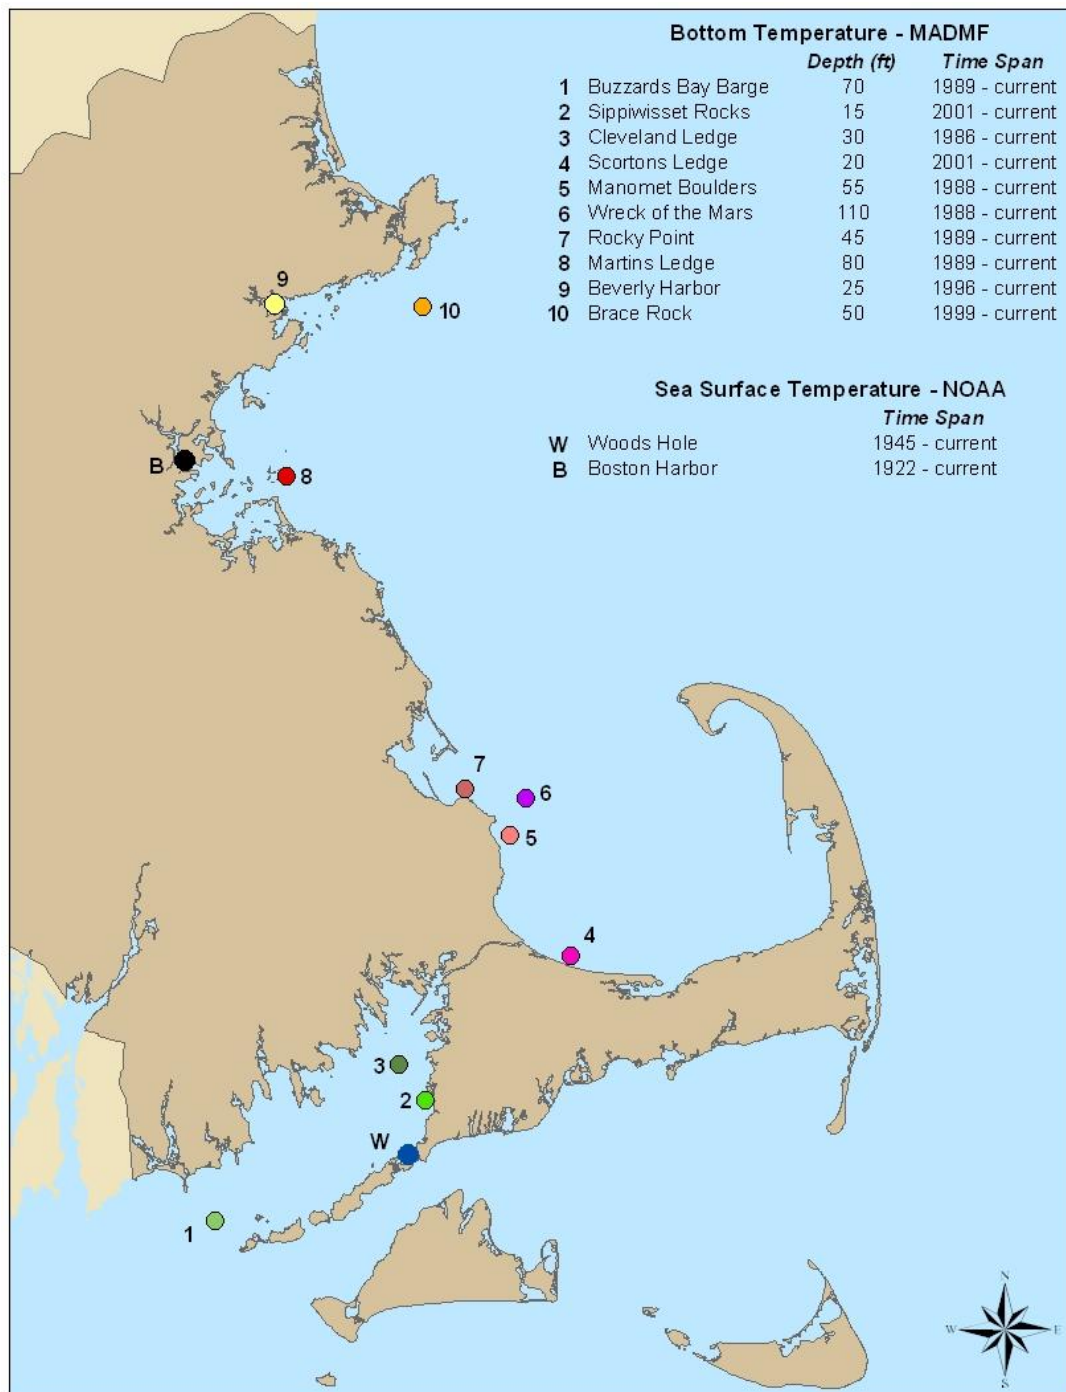 Bottom Temperature - MADMF
Depth (ft) Time Span
1 Buzzards Bay Barge 70 1989 - current
2 Sippiwisset Rocks 15 2001 - current
3 Cleveland Ledge 30 1986 - current
4 Scortons Ledge 20 2001 - current
5 Manomet Boulders 55 1988 - current
6 Wreck of the Mars 110 1988 - current
7 Rocky Point 45 1989 - current
8 Martins Ledge 80 1989 - current
9 Beverly Harbor 25 1996 - current
10 Brace Rock 50 1999 - current
Sea Surface Temperature - NOAA
Time Span
W Woods Hole 1945 - current
B Boston Harbor 1922 - current
9
10
B
8
7
6
5
4
3
2
W
1
N
W E
S